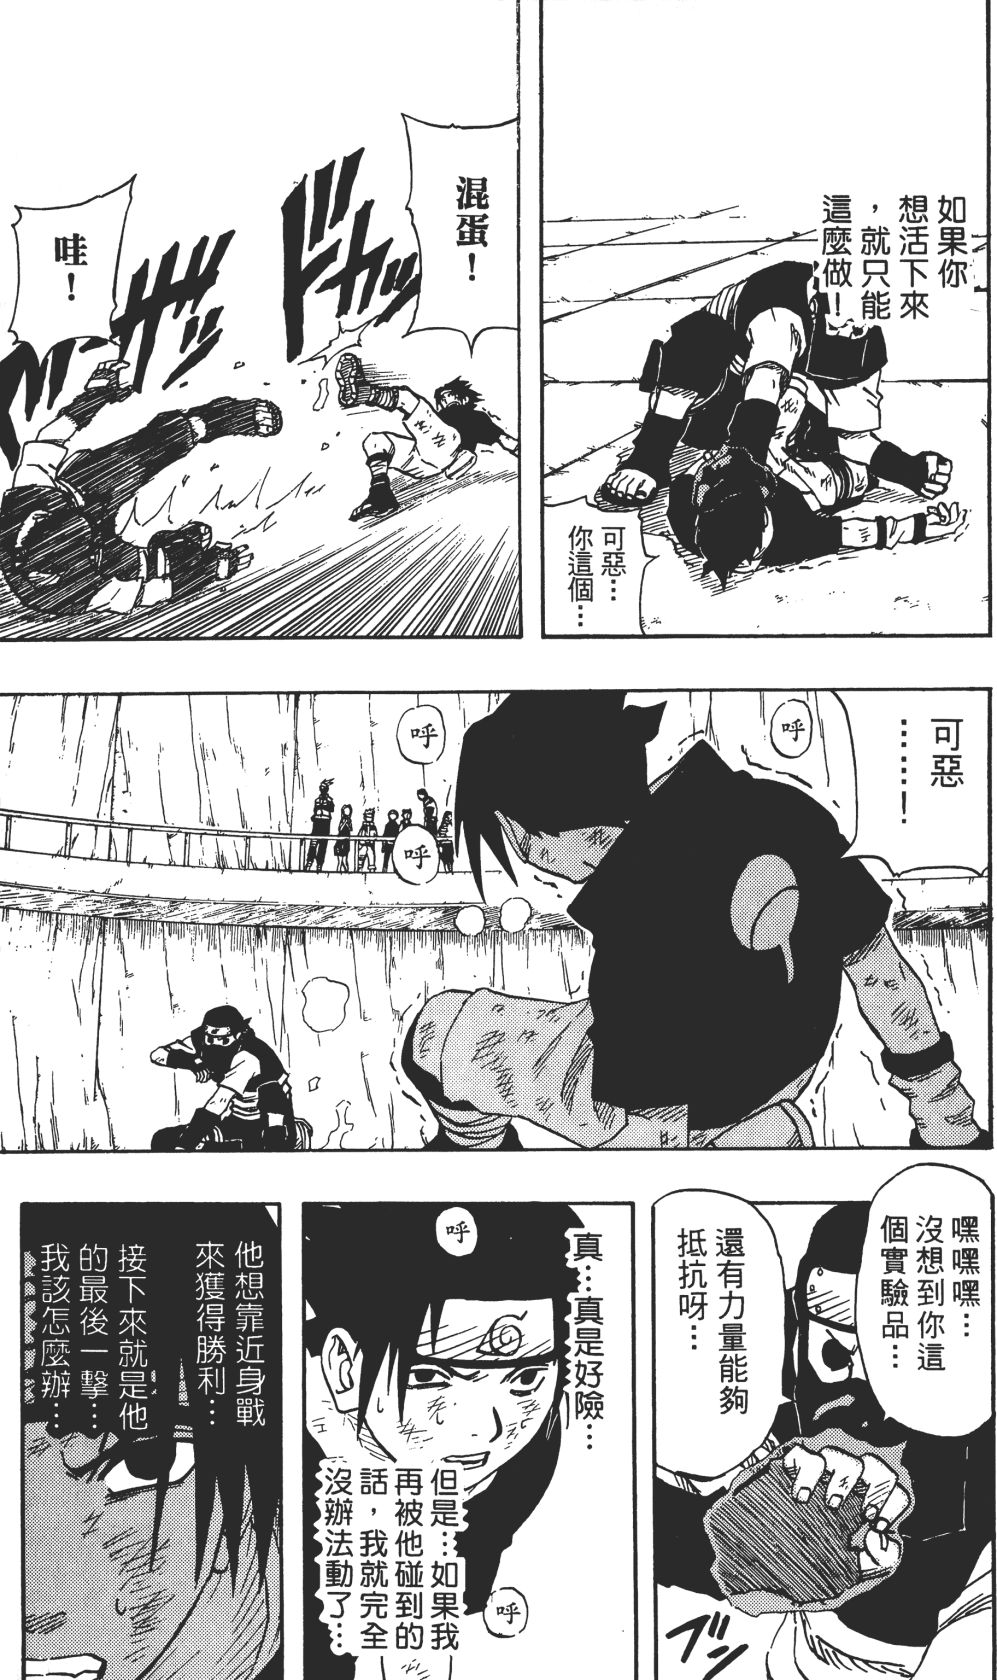 如果你
想活下來
，就只能
這麼做！
可惡…
你這個…
混蛋！
ドカッ
ザザッ
哇！
可惡
……！
呼
呼
呼
嘿嘿嘿…
沒想到你這
個實驗品…
還有力量能夠
抵抗呀…
ブン
真…真是好險…
呼
但是…如果我
再被他碰到的
話，我就完全
沒辦法動了…
呼
他想靠近身戰
來獲得勝利…
接下來就是他
的最後一擊…
我該怎麼辦…